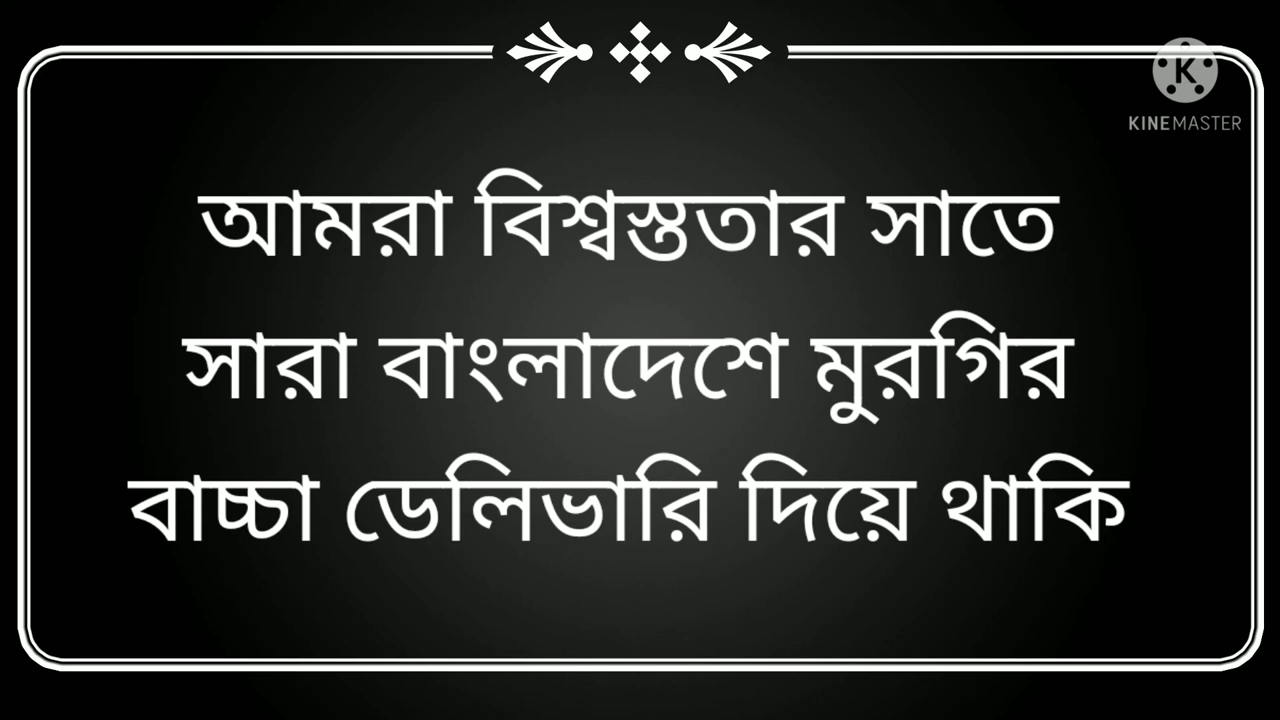 KINEMASTER
আমরা বিশ্বস্ততার সাতে
সারা বাংলাদেশে মুরগির
বাচ্চা ডেলিভারি দিয়ে থাকি